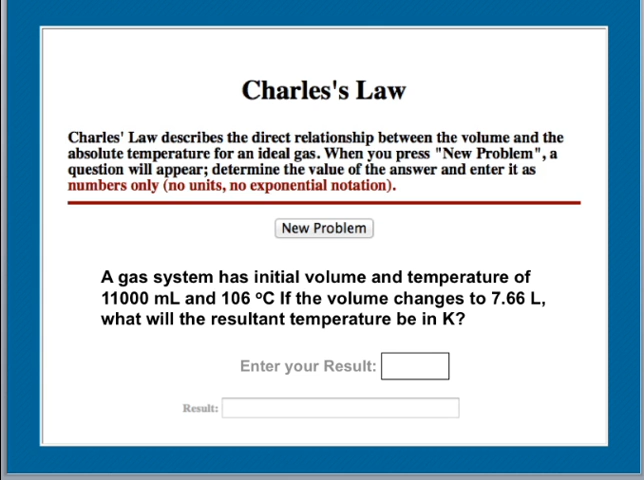 Charles's Law
Charles' Law describes the direct relationship between the volume and the
absolute temperature for an ideal gas. When you press "New Problem", a
question will appear; determine the value of the answer and enter it as
numbers only (no units, no exponential notation).
New Problem
A gas system has initial volume and temperature of
11000 mL and 106 ºC If the volume changes to 7.66 L,
what will the resultant temperature be in K?
Enter your Result:
Result: